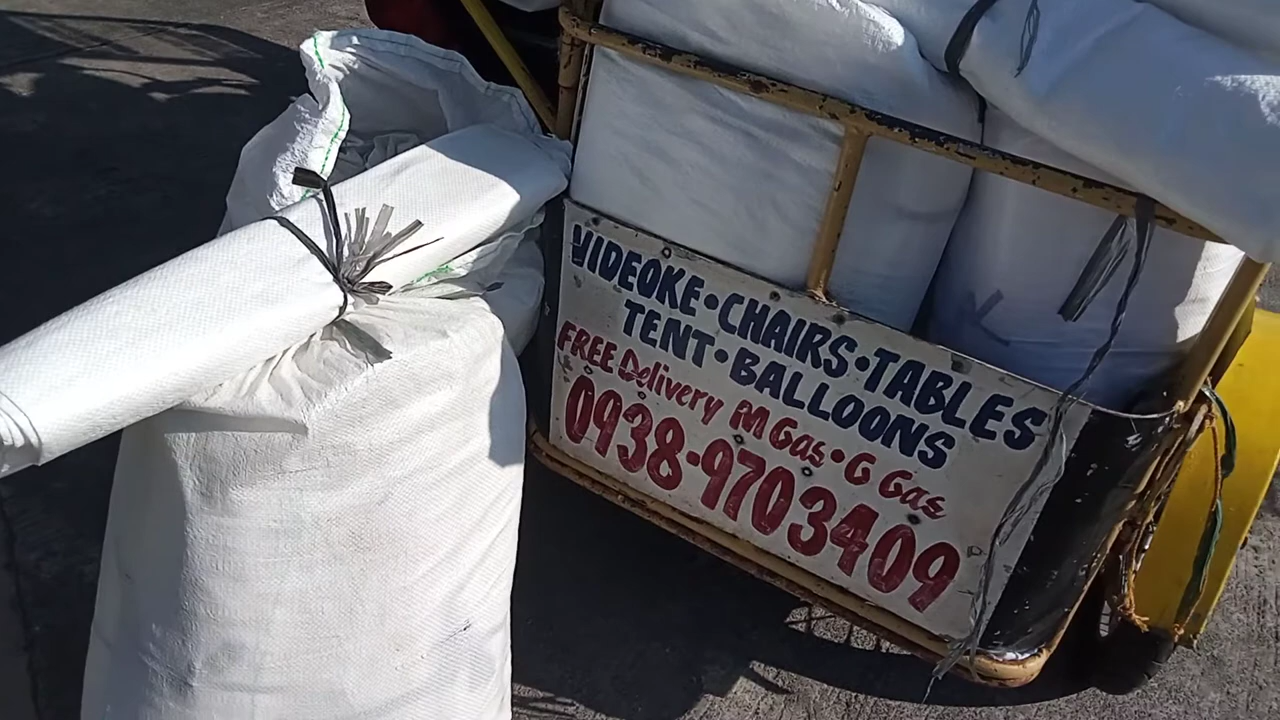 VIDEOKE • CHAIRS • TABLES
TENT • BALLOONS
FREE Delivery M Gas • G Gas
0938-9703409